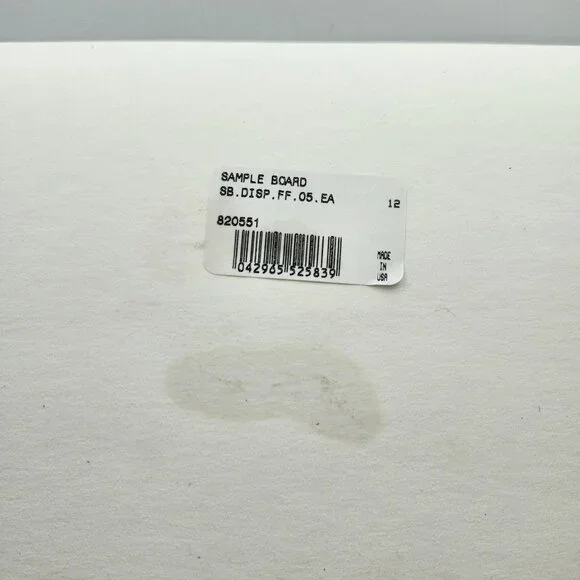 SAMPLE BOARD
SB.DISP.FF.05.EA
12
820551
042965 525839
MADE
IN
USA